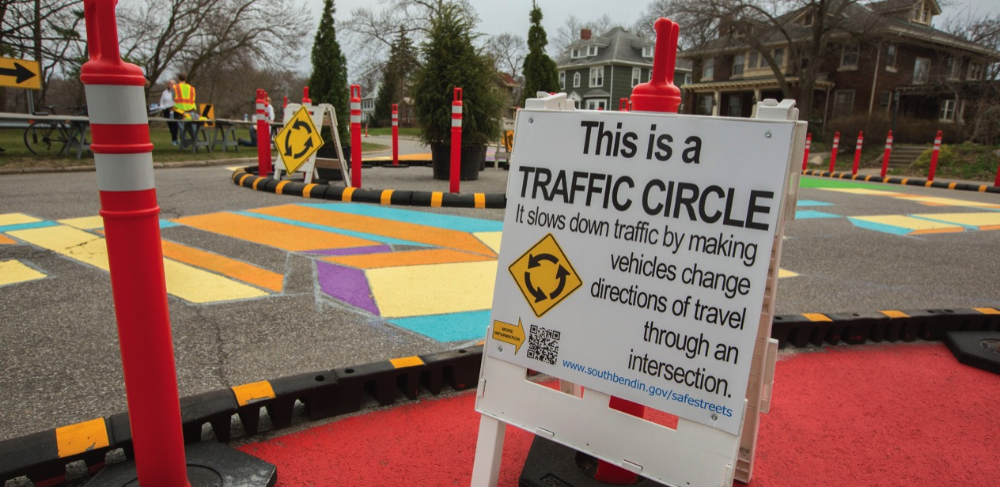 This is a
TRAFFIC CIRCLE
It slows down traffic by making
vehicles change
directions of travel
through an
intersection.
MORE
INFORMATION
www.southbendin.gov/safestreets